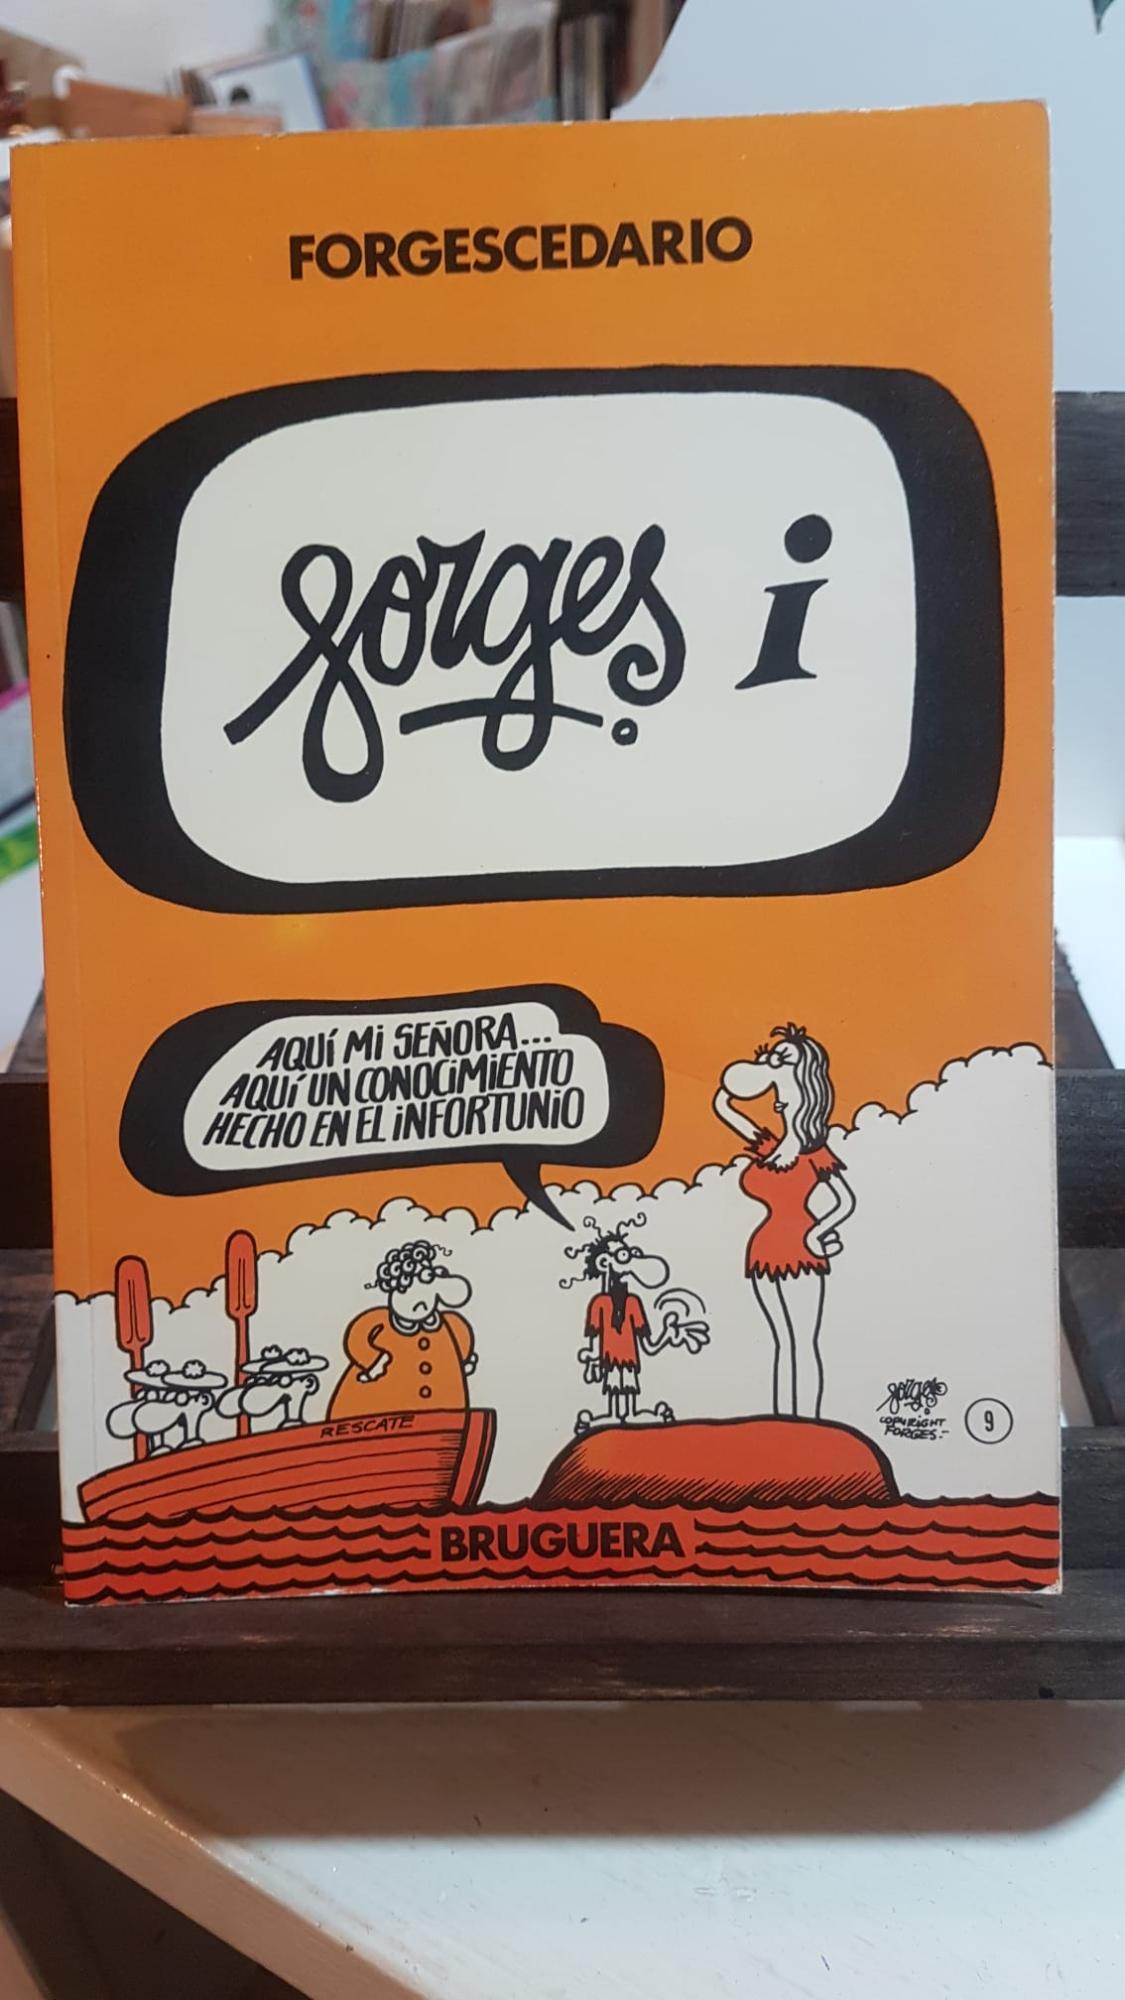 FORGESCEDARIO
forges i
AQUÍ Mi SEÑORA...
AQUÍ UN CONOCiMiENTO
HECHO EN EL iNFORTUNiO
RESCATE
forges
COPYRIGHT
FORGES.-
9
BRUGUERA